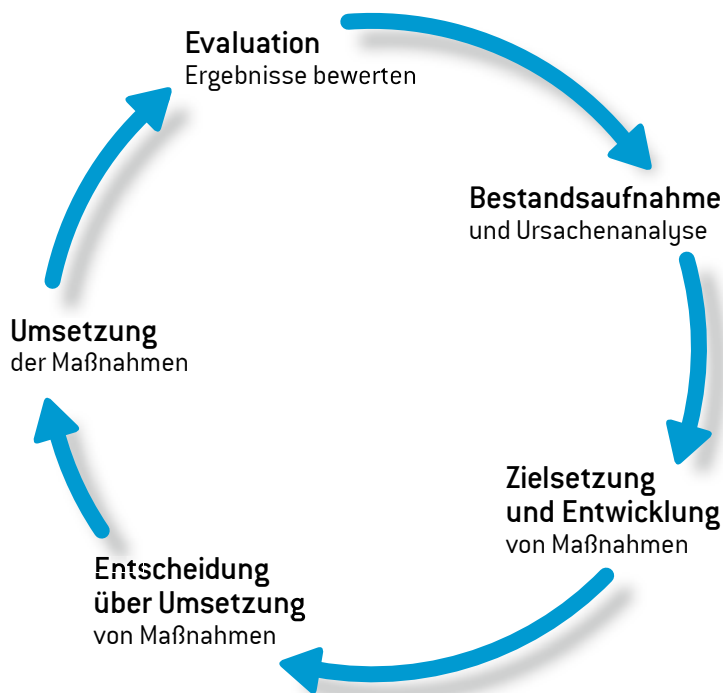 Evaluation
Ergebnisse bewerten
Bestandsaufnahme
und Ursachenanalyse
Zielsetzung
und Entwicklung
von Maßnahmen
Entscheidung
über Umsetzung
von Maßnahmen
Umsetzung
der Maßnahmen